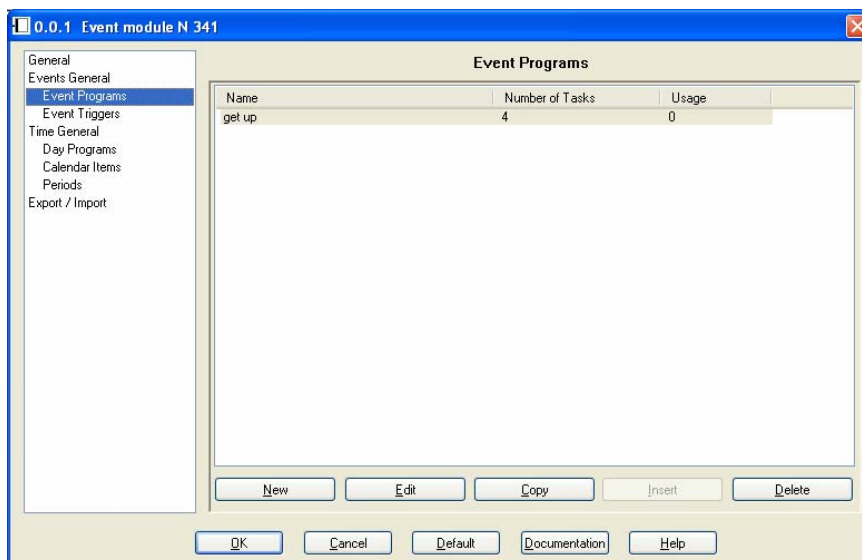 0.0.1 Event module N 341
General
Events General
Event Programs
Event Triggers
Time General
Day Programs
Calendar Items
Periods
Export / Import
Event Programs
Name Number of Tasks Usage
get up 4 0
New Edit Copy Insert Delete
OK Cancel Default Documentation Help